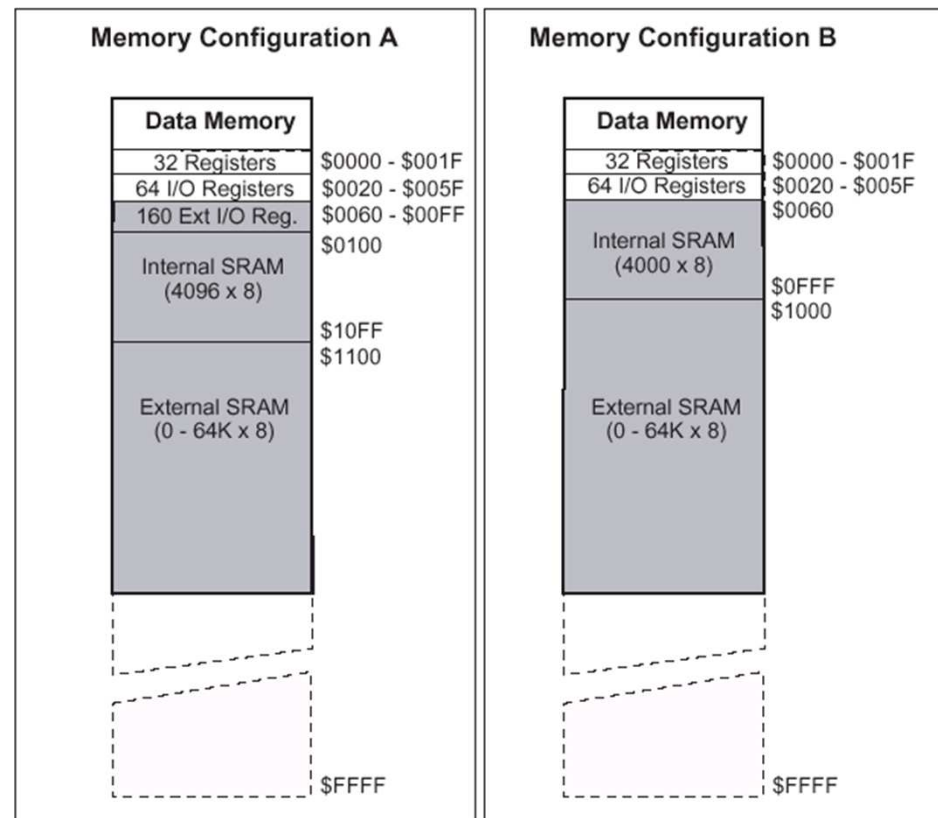 Memory Configuration A
Data Memory
32 Registers
$0000 - $001F
64 I/O Registers
$0020 - $005F
160 Ext I/O Reg.
$0060 - $00FF
$0100
Internal SRAM
(4096 x 8)
$10FF
$1100
External SRAM
(0 - 64K x 8)
$FFFF
Memory Configuration B
Data Memory
32 Registers
$0000 - $001F
64 I/O Registers
$0020 - $005F
$0060
Internal SRAM
(4000 x 8)
$0FFF
$1000
External SRAM
(0 - 64K x 8)
$FFFF